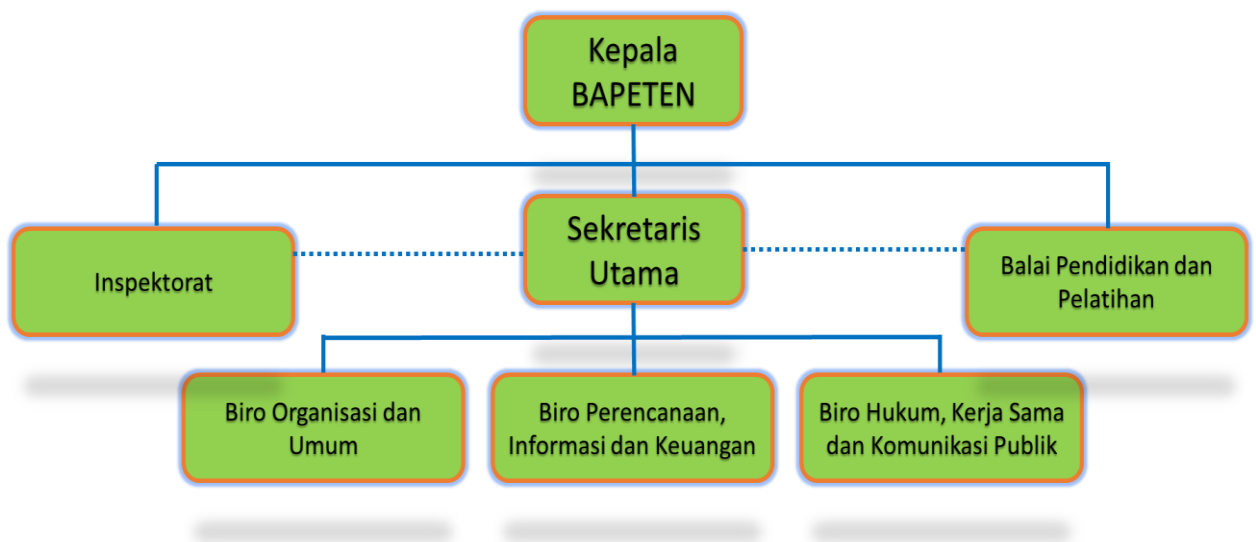 Kepala
BAPETEN
Sekretaris
Utama
Inspektorat
Balai Pendidikan dan
Pelatihan
Biro Organisasi dan
Umum
Biro Perencanaan,
Informasi dan Keuangan
Biro Hukum, Kerja Sama
dan Komunikasi Publik